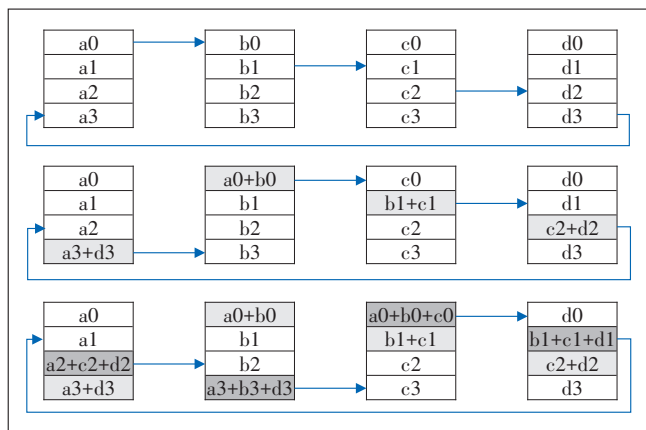 a0 b0 c0 d0
a1 b1 c1 d1
a2 b2 c2 d2
a3 b3 c3 d3
a0 a0+b0 c0 d0
a1 b1 b1+c1 d1
a2 b2 c2 c2+d2
a3+d3 b3 c3 d3
a0 a0+b0 a0+b0+c0 d0
a1 b1 b1+c1 b1+c1+d1
a2+c2+d2 b2 c2 c2+d2
a3+d3 a3+b3+d3 c3 d3